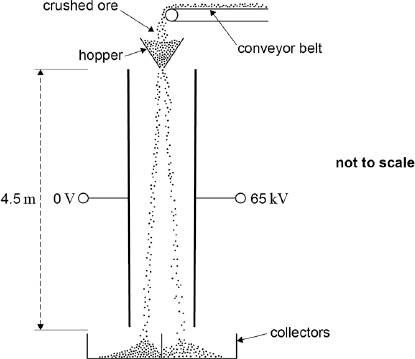 crushed ore
hopper
conveyor belt
not to scale
4.5 m
0 V
65 kV
collectors